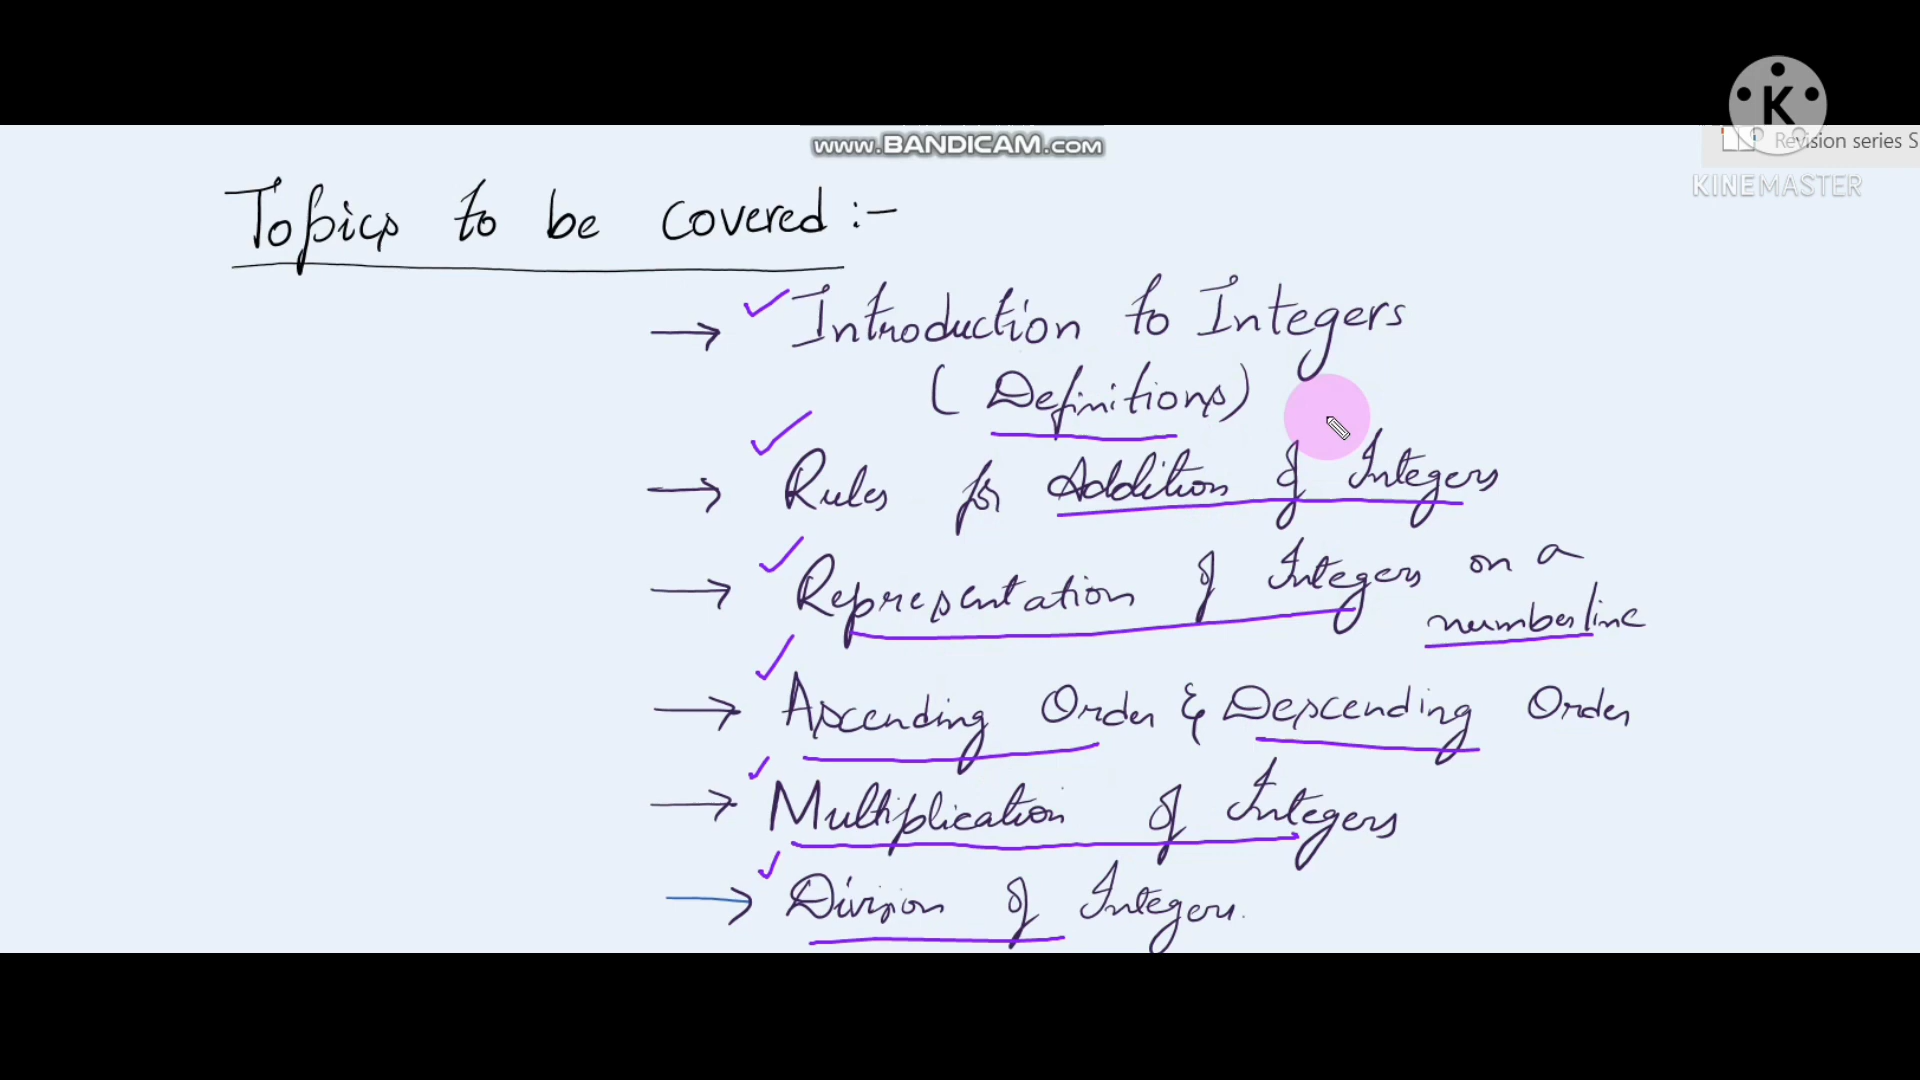 www.BANDICAM.com
K
Revision series S
KINEMASTER
Topics to be covered :-
→ Introduction to Integers
( Definitions )
→ Rules for Addition of Integers
→ Representation of Integers on a
numberline
→ Ascending Order & Descending Order
→ Multiplication of Integers
→ Division of Integers.